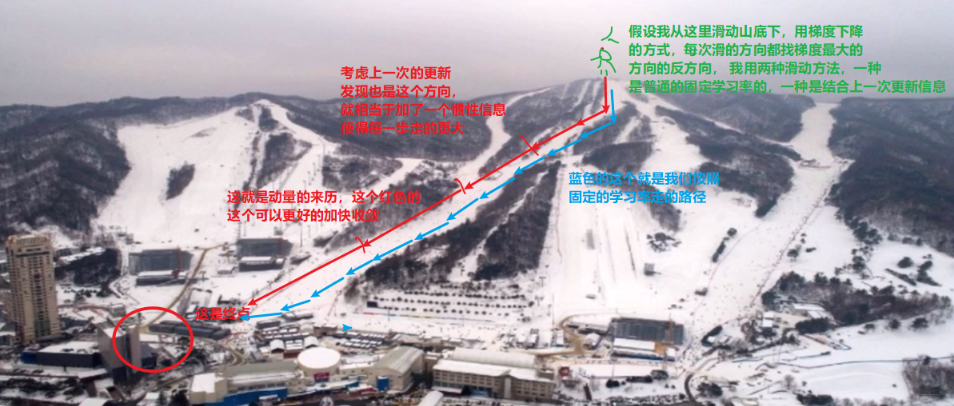 假设我从这里滑动山底下，用梯度下降
的方式，每次滑的方向都找梯度最大的
方向的反方向， 我用两种滑动方法，一种
是普通的固定学习率的，一种是结合上一次更新信息
考虑上一次的更新
发现也是这个方向，
就相当于加了一个惯性信息
使得每一步走的更大
蓝色的这个就是我们按照
固定的学习率走的路径
这就是动量的来历，这个红色的
这个可以更好的加快收敛
这是终点